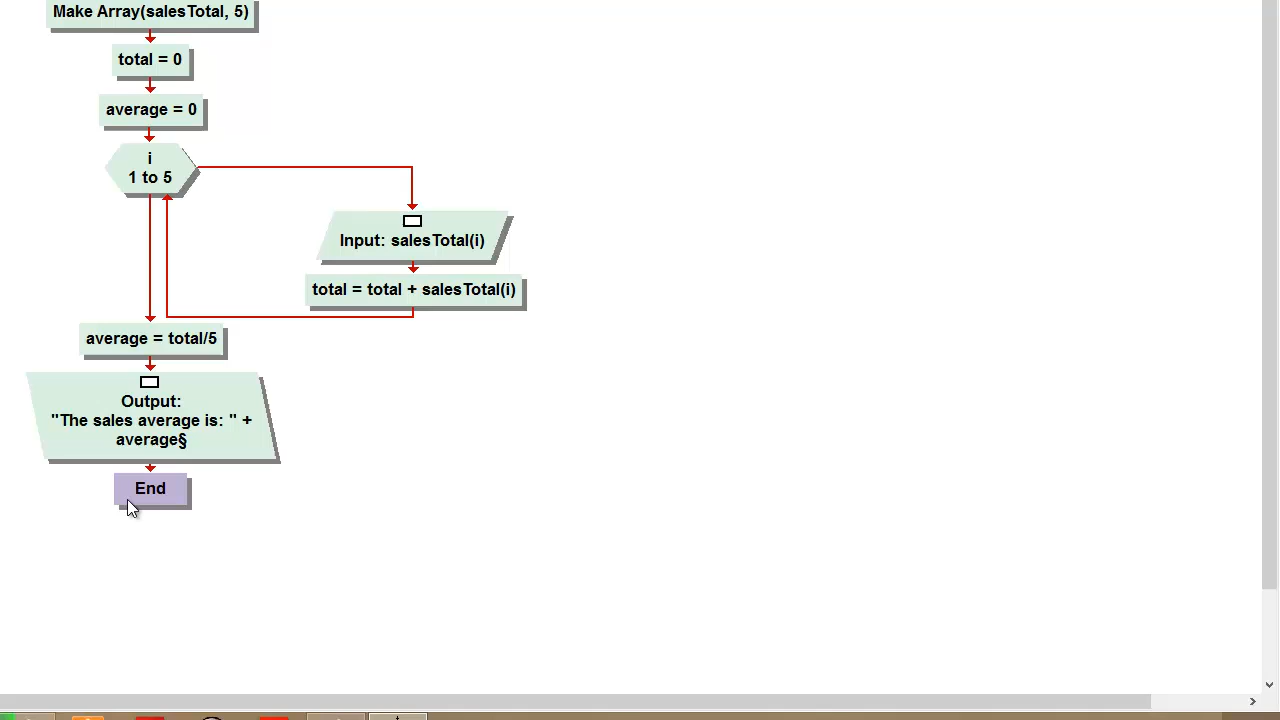 Make Array(salesTotal, 5)
total = 0
average = 0
i
1 to 5
Input: salesTotal(i)
total = total + salesTotal(i)
average = total/5
Output:
"The sales average is: " +
average§
End